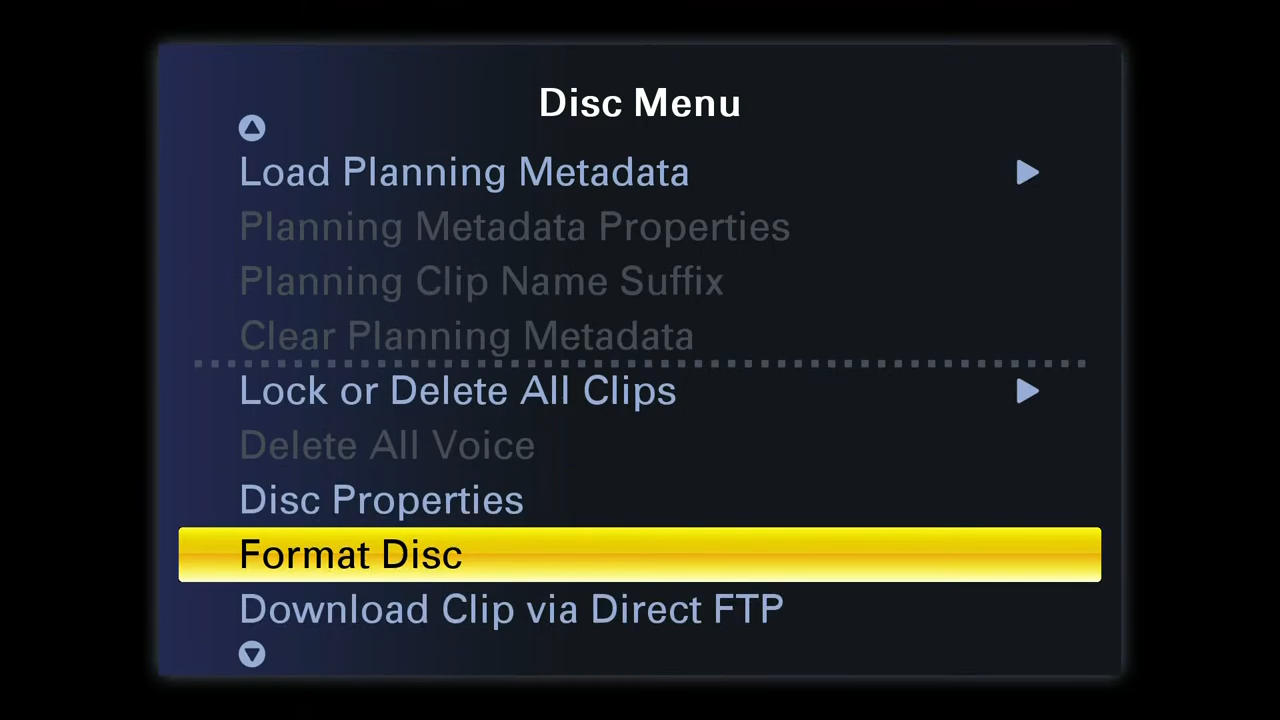 Disc Menu
Load Planning Metadata
Planning Metadata Properties
Planning Clip Name Suffix
Clear Planning Metadata
Lock or Delete All Clips
Delete All Voice
Disc Properties
Format Disc
Download Clip via Direct FTP